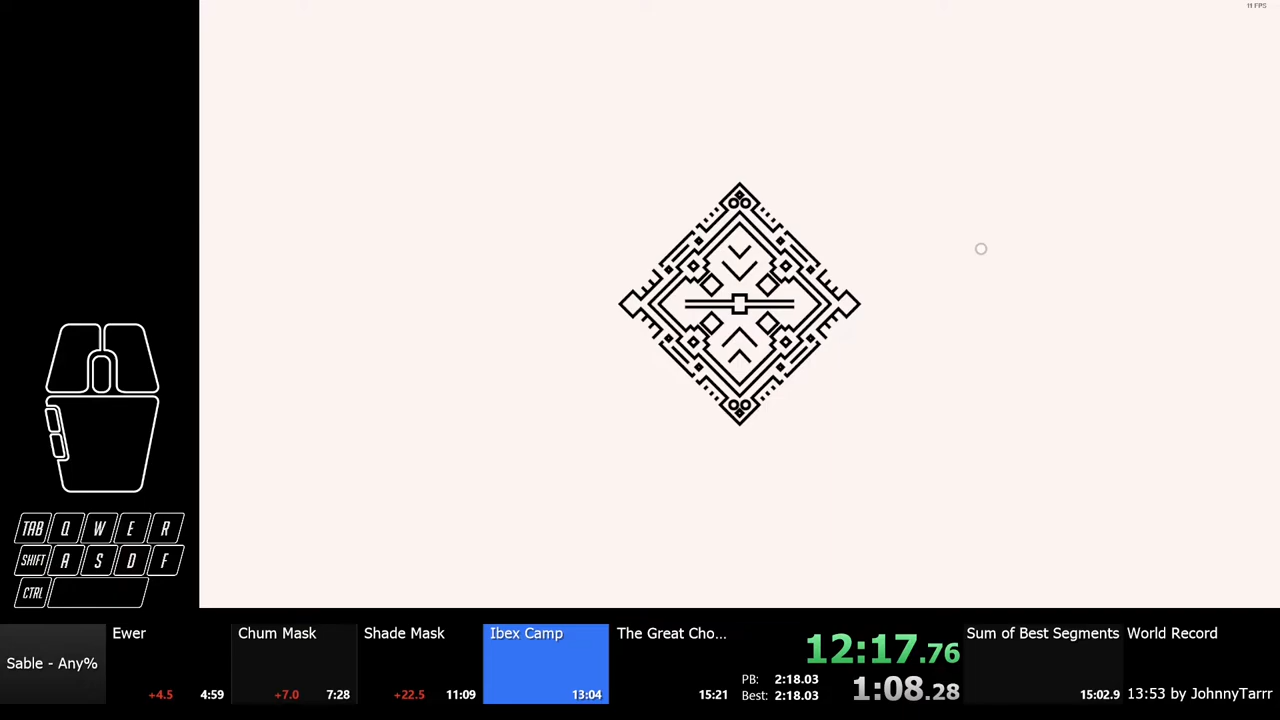 11 FPS
TAB Q W E R
SHIFT A S D F
CTRL
Sable - Any%
Ewer
+4.5 4:59
Chum Mask
+7.0 7:28
Shade Mask
+22.5 11:09
Ibex Camp
13:04
The Great Cho...
15:21
12:17.76
PB: 2:18.03
Best: 2:18.03
1:08.28
Sum of Best Segments
15:02.9
World Record
13:53 by JohnnyTarrr